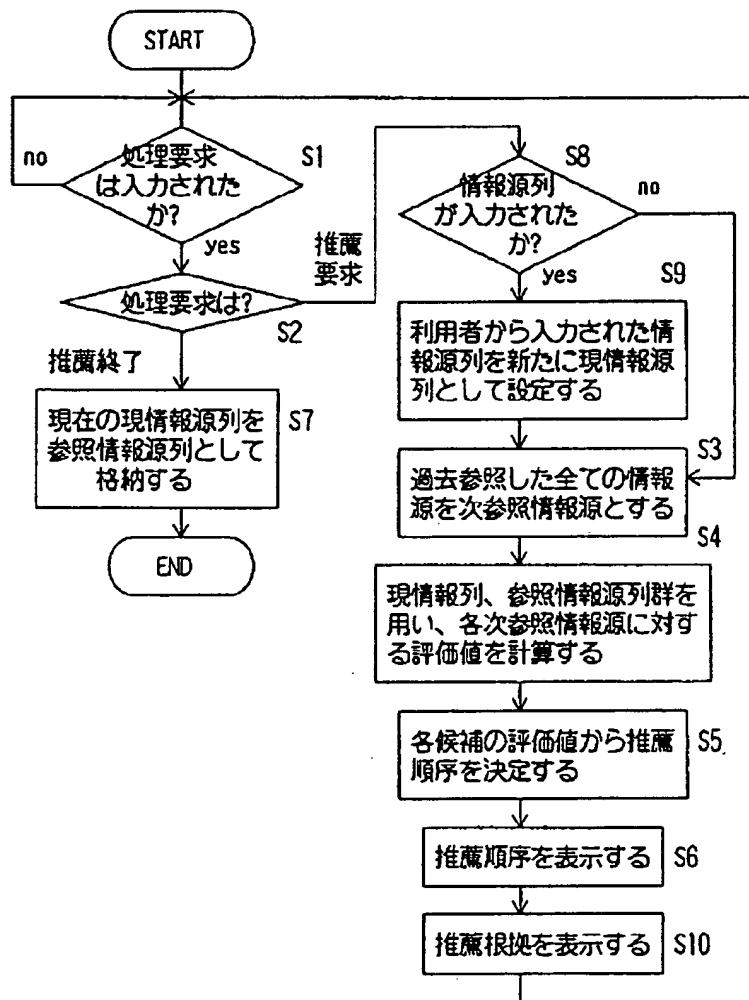 START
処理要求
は入力された
か?
S1
no
yes
処理要求は?
S2
推薦
要求
推薦終了
現在の現情報源列を
参照情報源列として
格納する
S7
END
情報源列
が入力された
か?
S8
no
yes
S9
利用者から入力された情
報源列を新たに現情報源
列として設定する
S3
過去参照した全ての情報
源を次参照情報源とする
S4
現情報列、参照情報源列群を
用い、各次参照情報源に対す
る評価値を計算する
各候補の評価値から推薦
順序を決定する
S5
推薦順序を表示する
S6
推薦根拠を表示する
S10